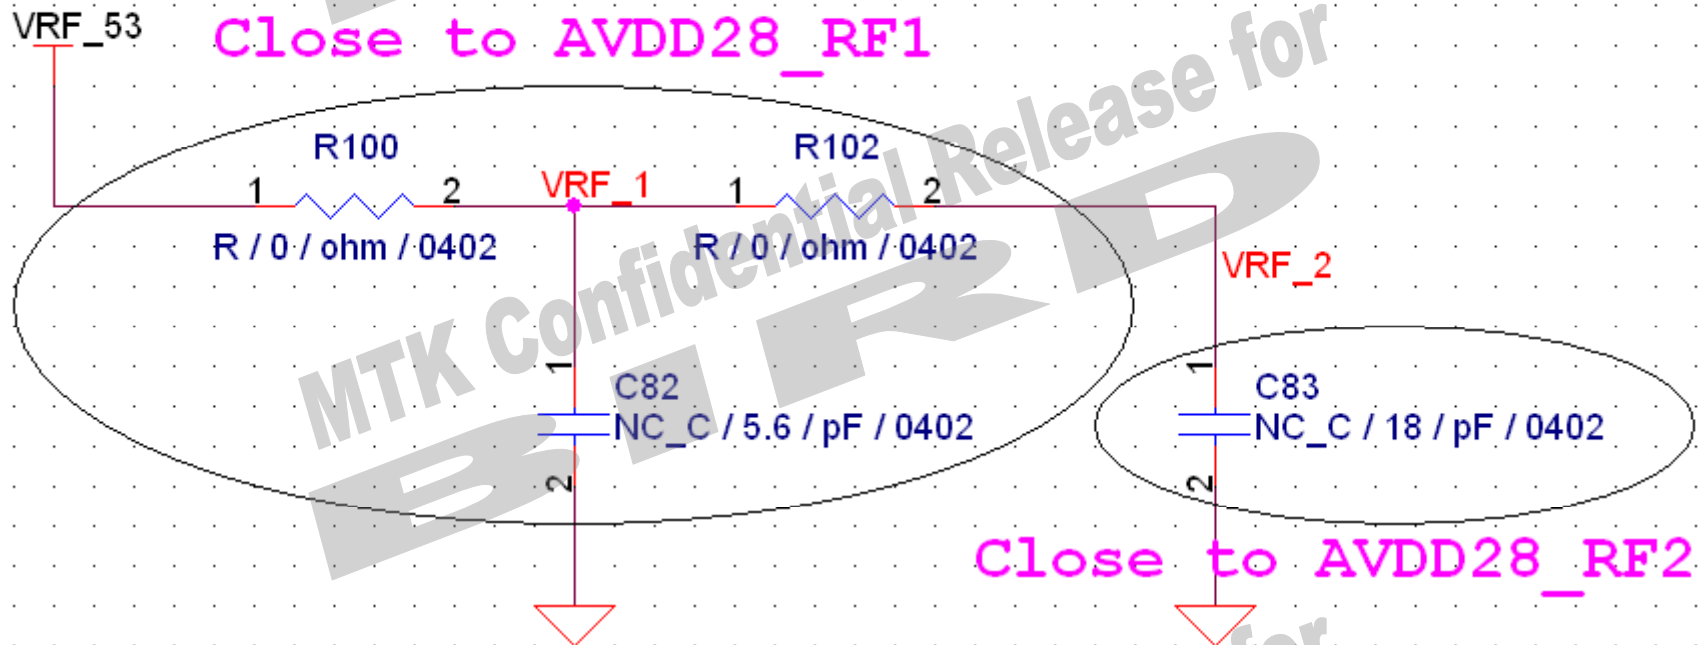 VRF_53
Close to AVDD28_RF1
R100
R102
1
2
VRF_1
1
2
R / 0 / ohm / 0402
R / 0 / ohm / 0402
VRF_2
MTK Confidential Release for
BIRD
1
C82
NC_C / 5.6 / pF / 0402
2
1
C83
NC_C / 18 / pF / 0402
2
Close to AVDD28_RF2
for